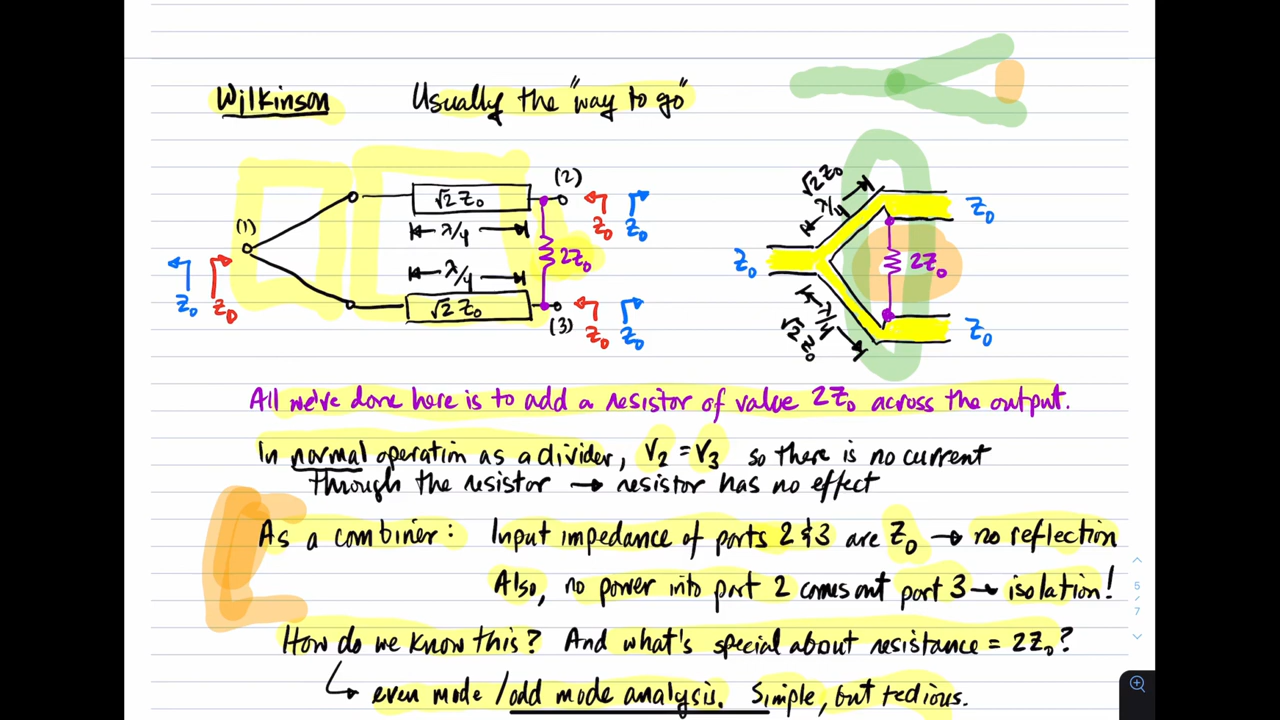 Wilkinson Usually the "way to go"
√2 Z₀
λ/4
(1)
(2)
2Z₀
λ/4
√2 Z₀
(3)
Z₀ Z₀
Z₀ Z₀
Z₀ Z₀
√2 Z₀
λ/4
Z₀
Z₀
2Z₀
λ/4
√2 Z₀
Z₀
All we've done here is to add a resistor of value 2Z₀ across the output.
In normal operation as a divider, V₂ = V₃ so there is no current
through the resistor → resistor has no effect
As a combiner: Input impedance of ports 2 & 3 are Z₀ → no reflection
Also, no power into port 2 comes out port 3 → isolation!
How do we know this? And what's special about resistance = 2Z₀?
↳ even mode / odd mode analysis. Simple, but tedious.
5
/
7